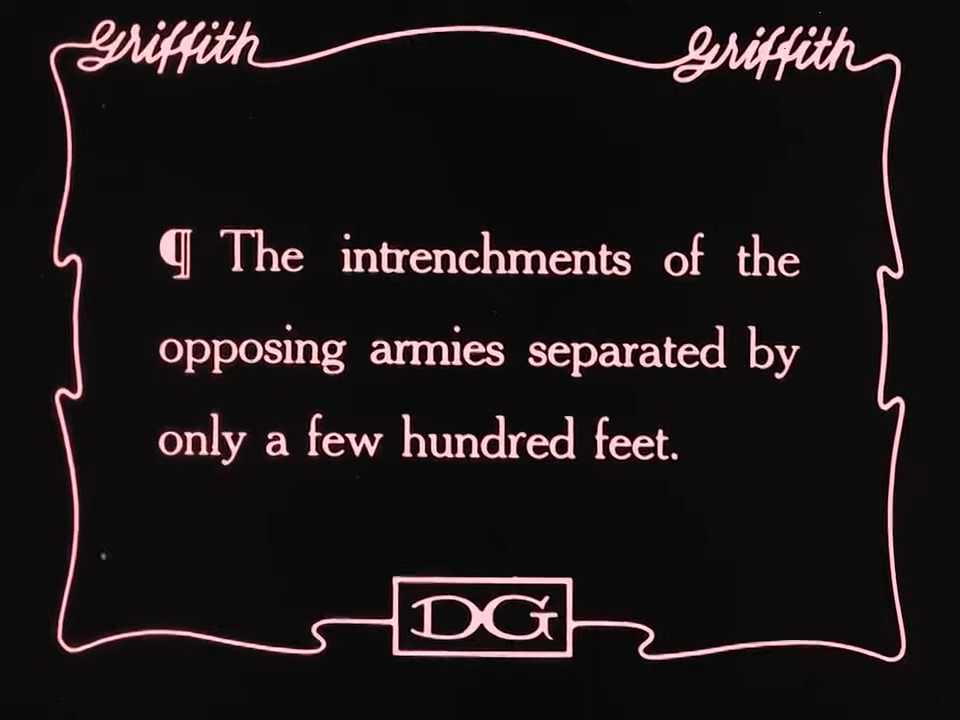 Griffith Griffith
¶ The intrenchments of the
opposing armies separated by
only a few hundred feet.
DG